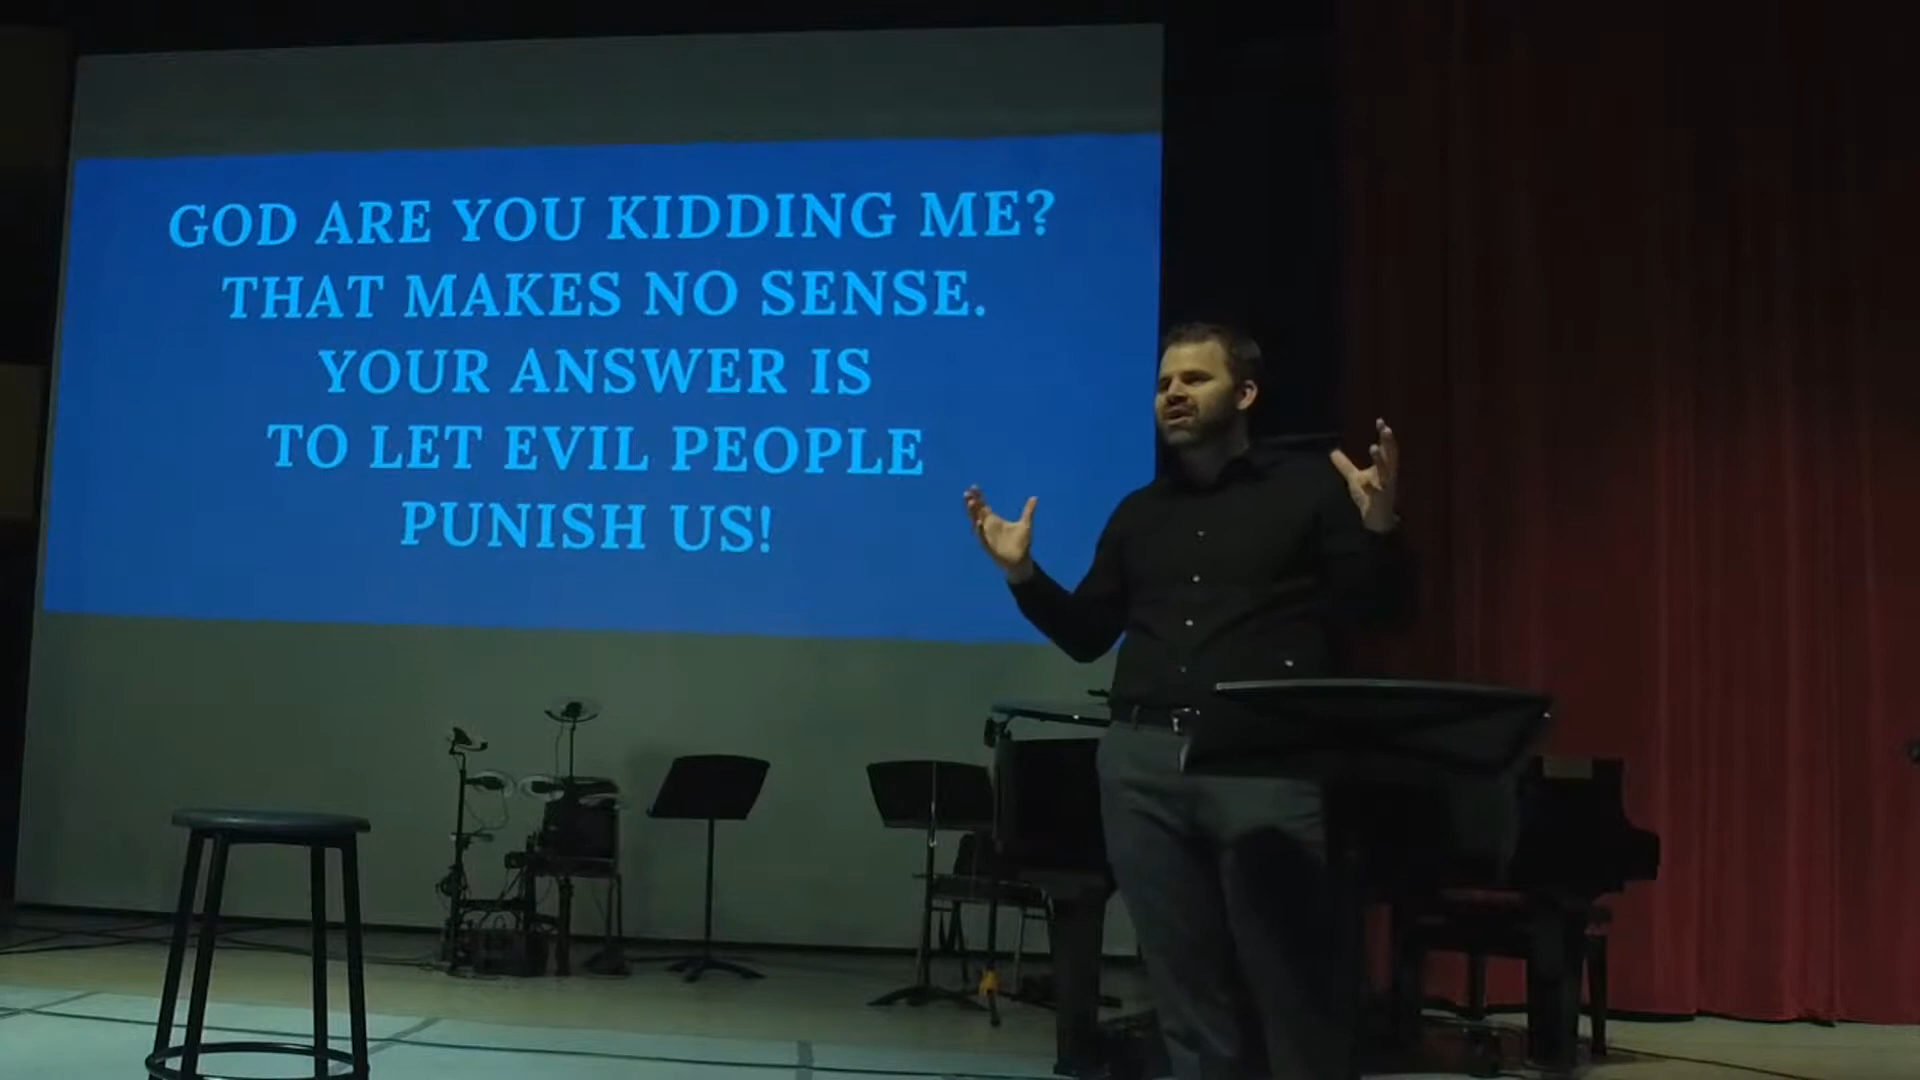 GOD ARE YOU KIDDING ME?
THAT MAKES NO SENSE.
YOUR ANSWER IS
TO LET EVIL PEOPLE
PUNISH US!